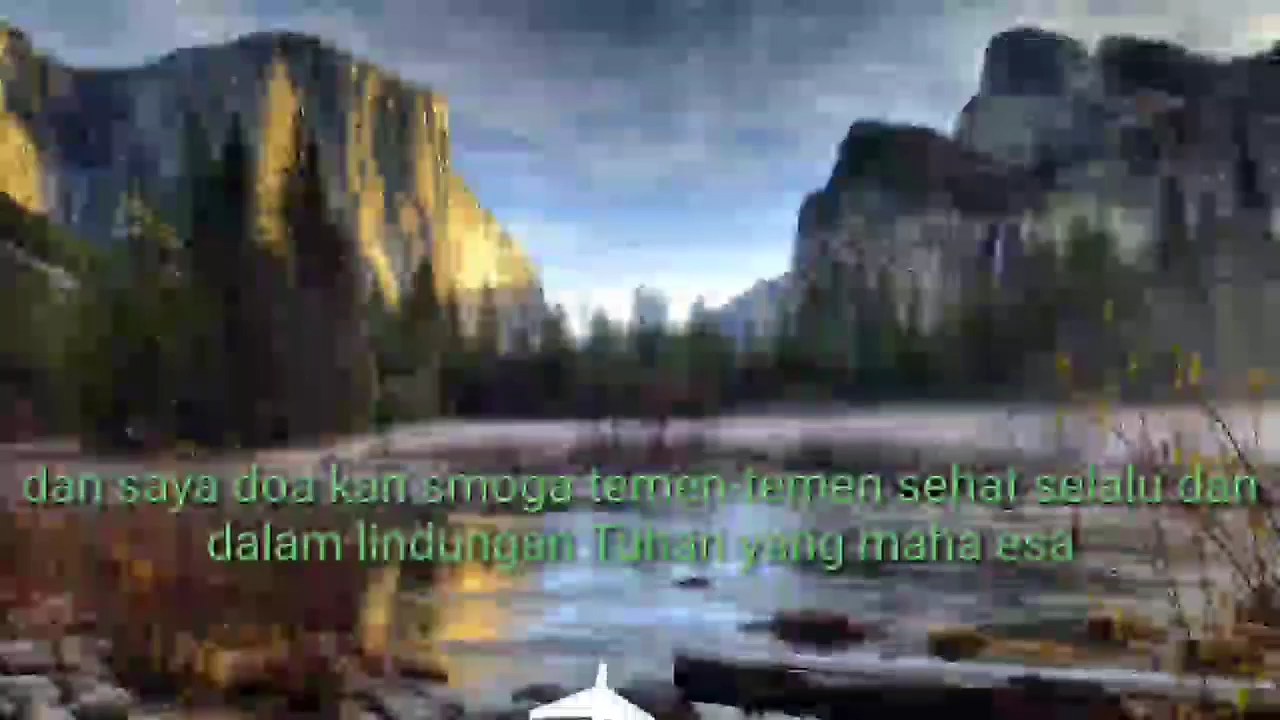 dan saya doa kan smoga temen-temen sehat selalu dan
dalam lindungan Tuhan yang maha esa